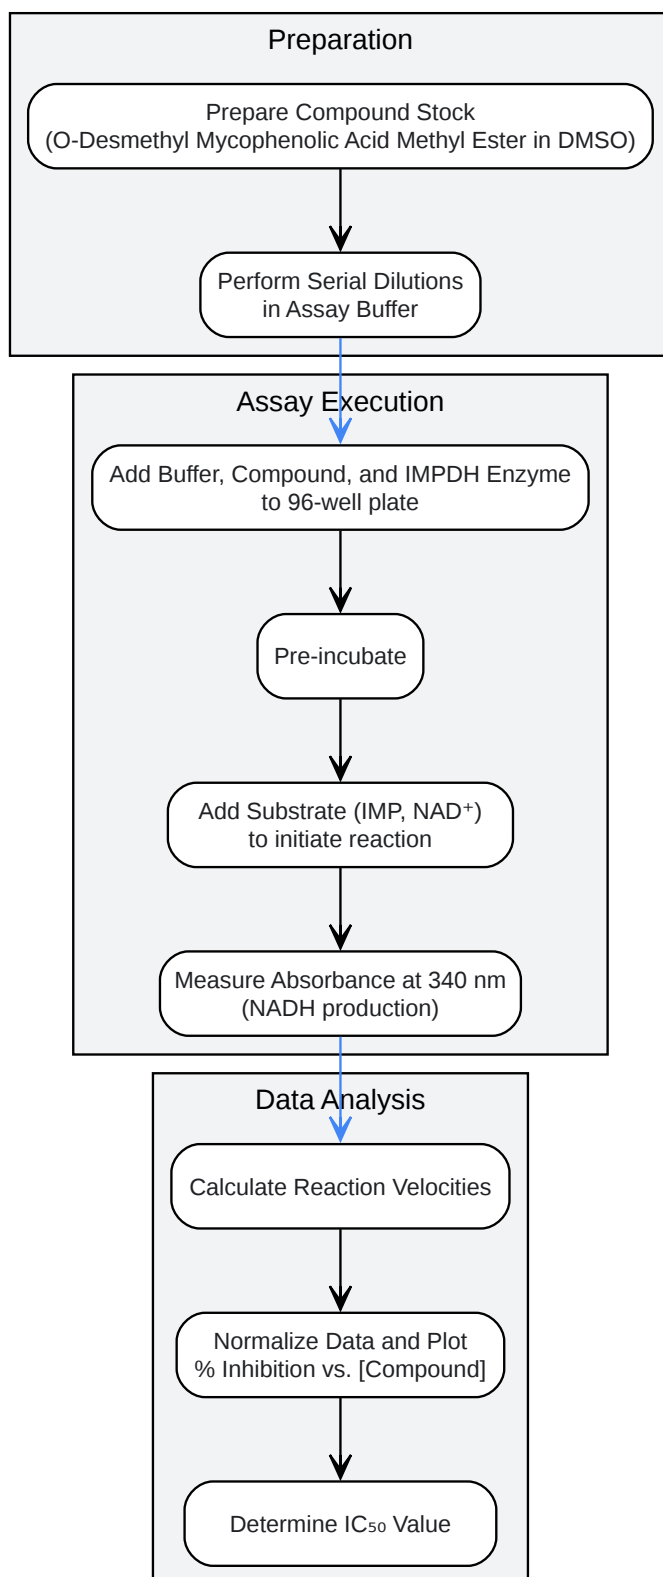 Preparation
Prepare Compound Stock
(O-Desmethyl Mycophenolic Acid Methyl Ester in DMSO)
Perform Serial Dilutions
in Assay Buffer
Assay Execution
Add Buffer, Compound, and IMPDH Enzyme
to 96-well plate
Pre-incubate
Add Substrate (IMP, NAD⁺)
to initiate reaction
Measure Absorbance at 340 nm
(NADH production)
Data Analysis
Calculate Reaction Velocities
Normalize Data and Plot
% Inhibition vs. [Compound]
Determine IC₅₀ Value